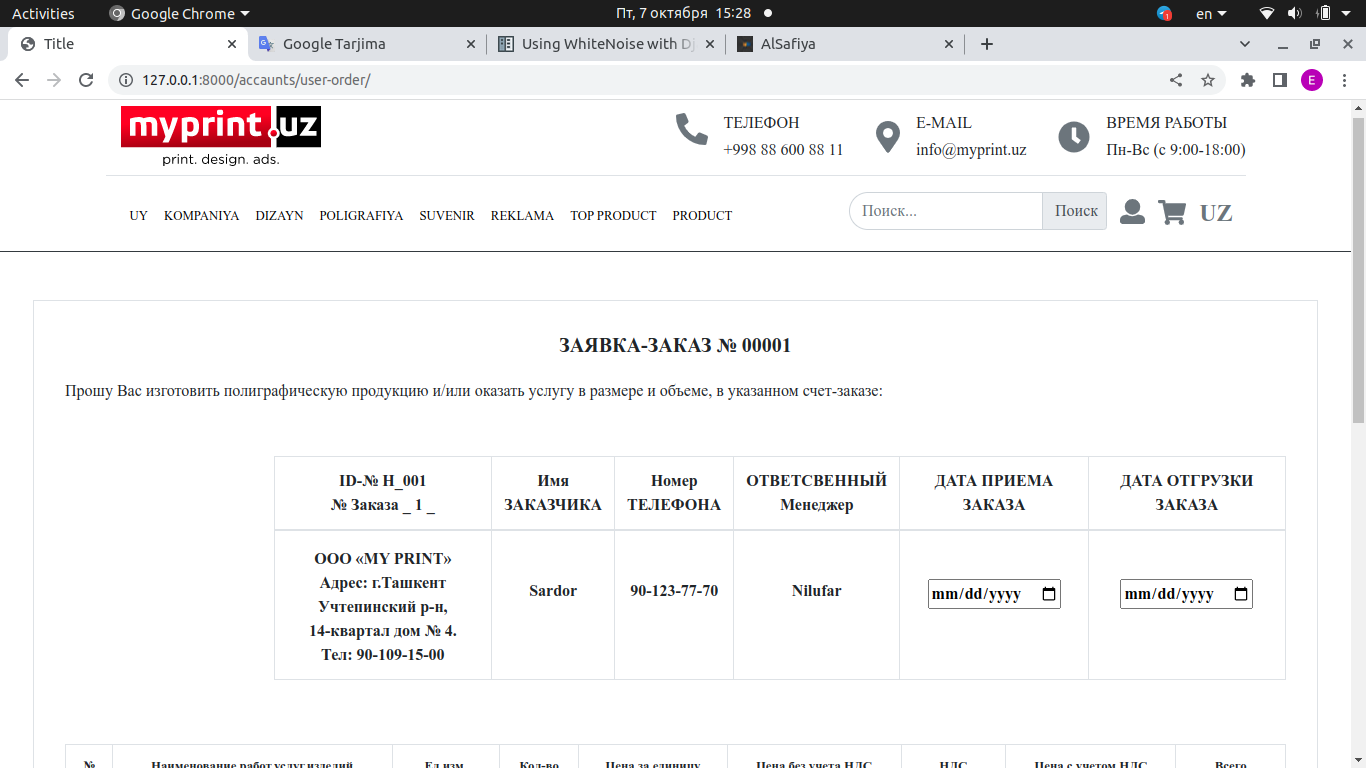 Activities Google Chrome Пт, 7 октября 15:28 1 en
Title Google Tarjima Using WhiteNoise with Dj AlSafiya
127.0.0.1:8000/accaunts/user-order/ E
myprint.uz
print. design. ads.
ТЕЛЕФОН
+998 88 600 88 11
E-MAIL
info@myprint.uz
ВРЕМЯ РАБОТЫ
Пн-Вс (с 9:00-18:00)
UY KOMPANIYA DIZAYN POLIGRAFIYA SUVENIR REKLAMA TOP PRODUCT PRODUCT Поиск... Поиск UZ
ЗАЯВКА-ЗАКАЗ № 00001
Прошу Вас изготовить полиграфическую продукцию и/или оказать услугу в размере и объеме, в указанном счет-заказе:
ID-№ H_001
№ Заказа _ 1 _
Имя
ЗАКАЗЧИКА
Номер
ТЕЛЕФОНА
ОТВЕТСВЕННЫЙ
Менеджер
ДАТА ПРИЕМА
ЗАКАЗА
ДАТА ОТГРУЗКИ
ЗАКАЗА
ООО «MY PRINT»
Адрес: г.Ташкент
Учтепинский р-н,
14-квартал дом № 4.
Тел: 90-109-15-00
Sardor
90-123-77-70
Nilufar
mm/dd/yyyy
mm/dd/yyyy
№ Наименование работ услуг изделий Ед.изм Кол-во Цена за единицу Цена без учета НДС НДС Цена с учетом НДС Всего